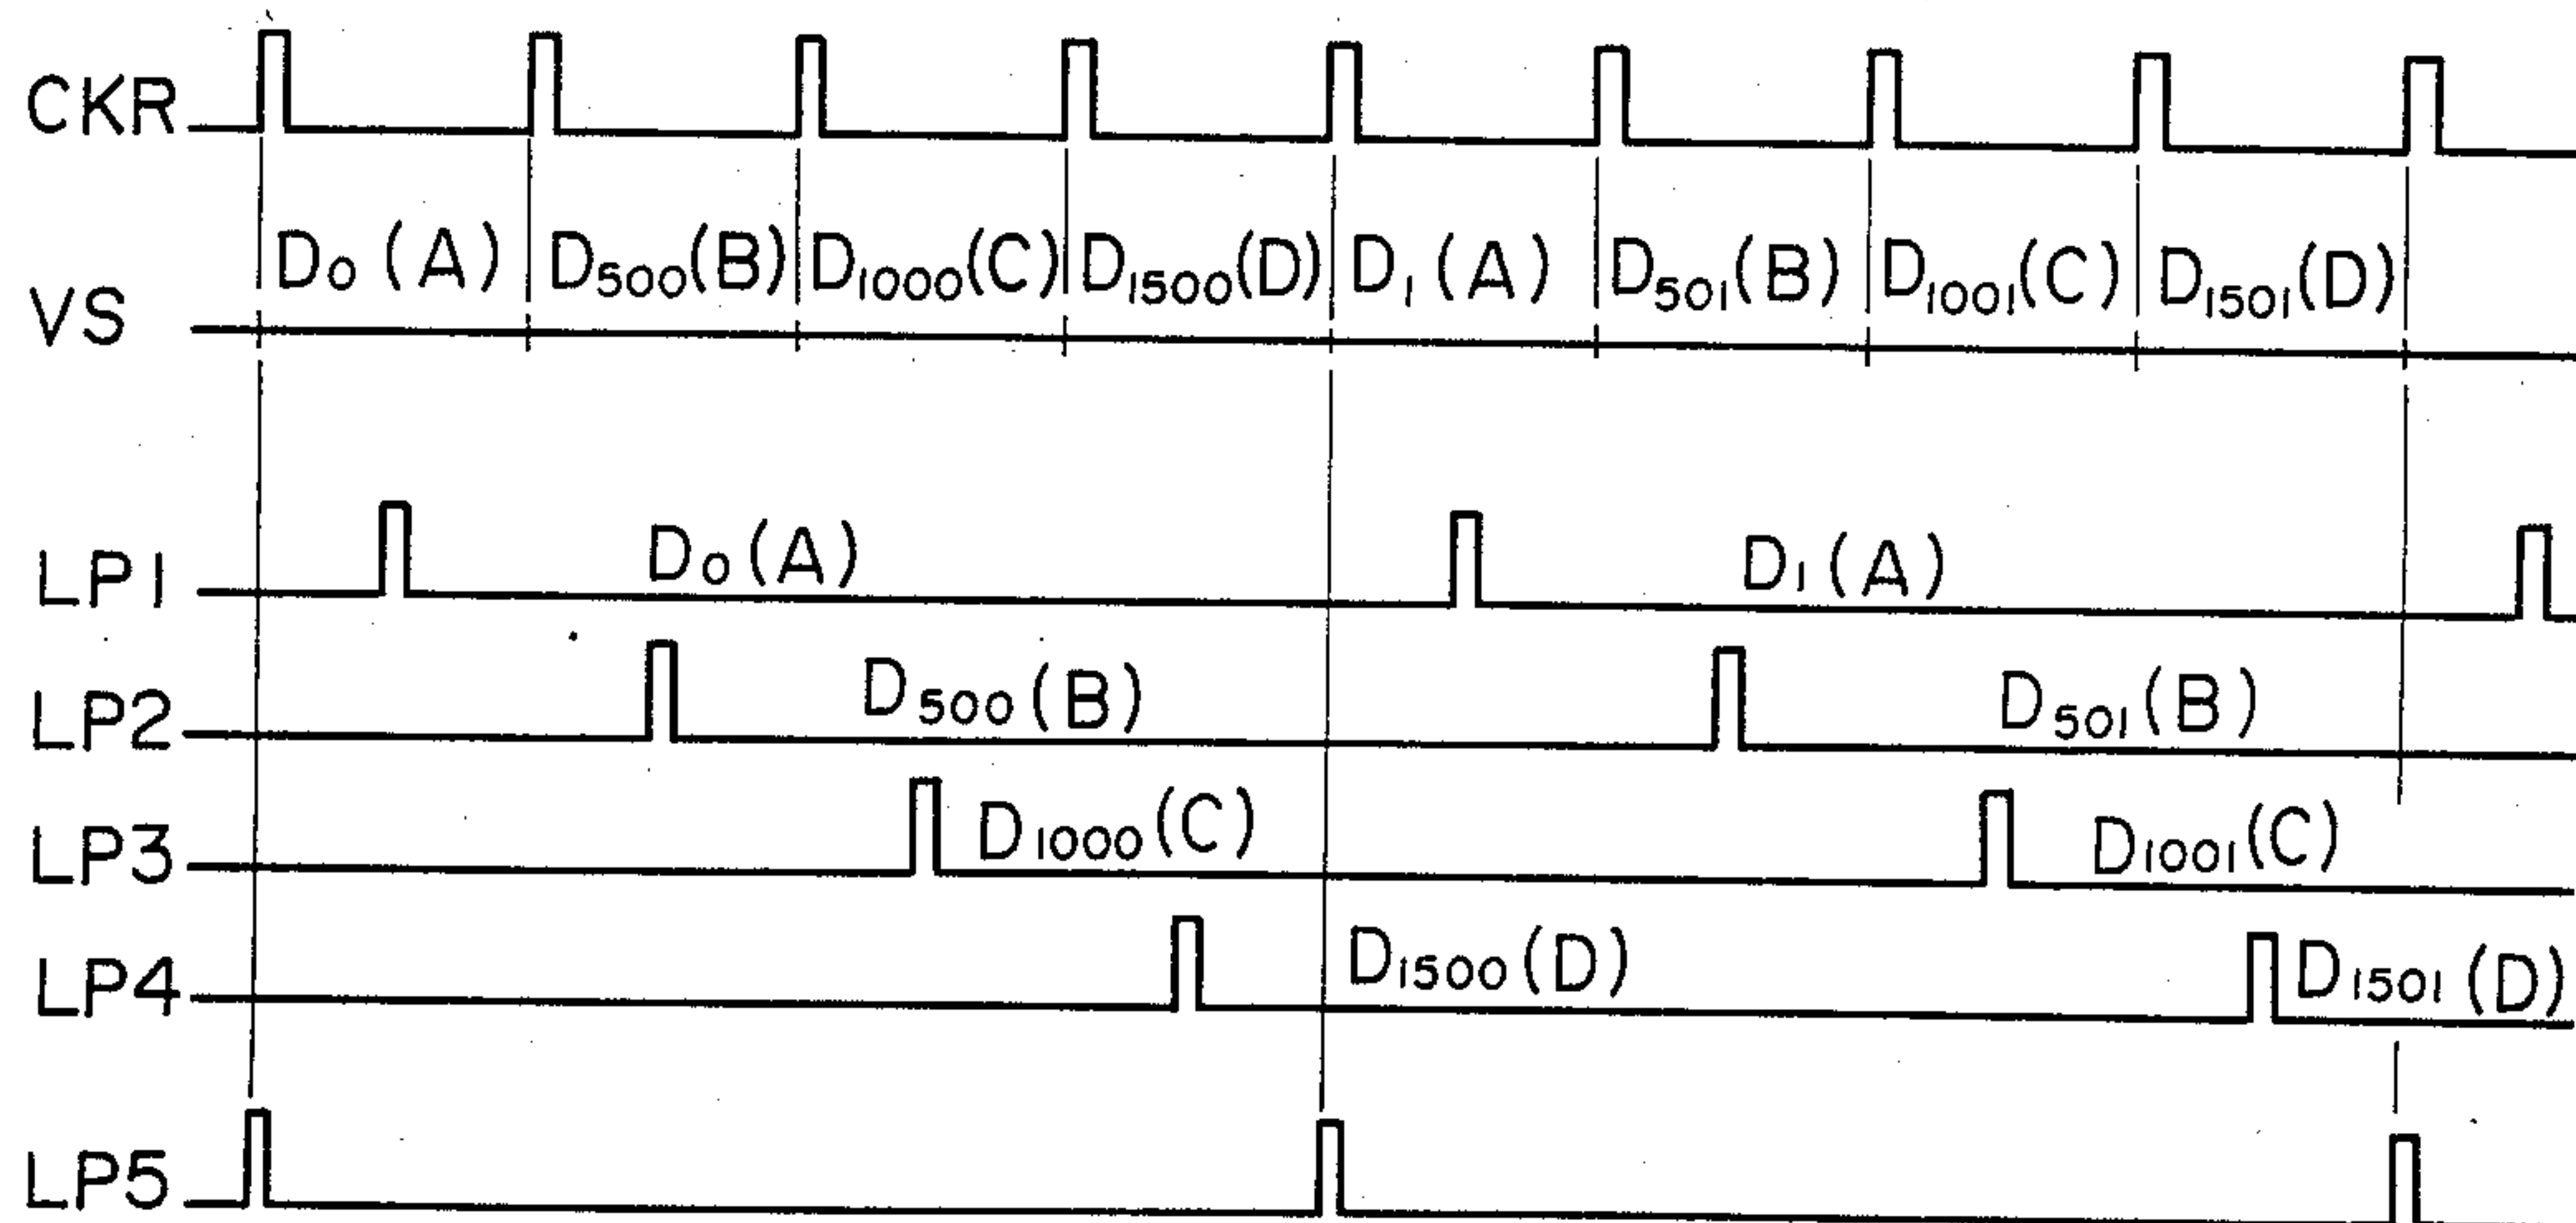 CKR
VS D₀(A) D₅₀₀(B) D₁₀₀₀(C) D₁₅₀₀(D) D₁(A) D₅₀₁(B) D₁₀₀₁(C) D₁₅₀₁(D)
LP1 D₀(A) D₁(A)
LP2 D₅₀₀(B) D₅₀₁(B)
LP3 D₁₀₀₀(C) D₁₀₀₁(C)
LP4 D₁₅₀₀(D) D₁₅₀₁(D)
LP5